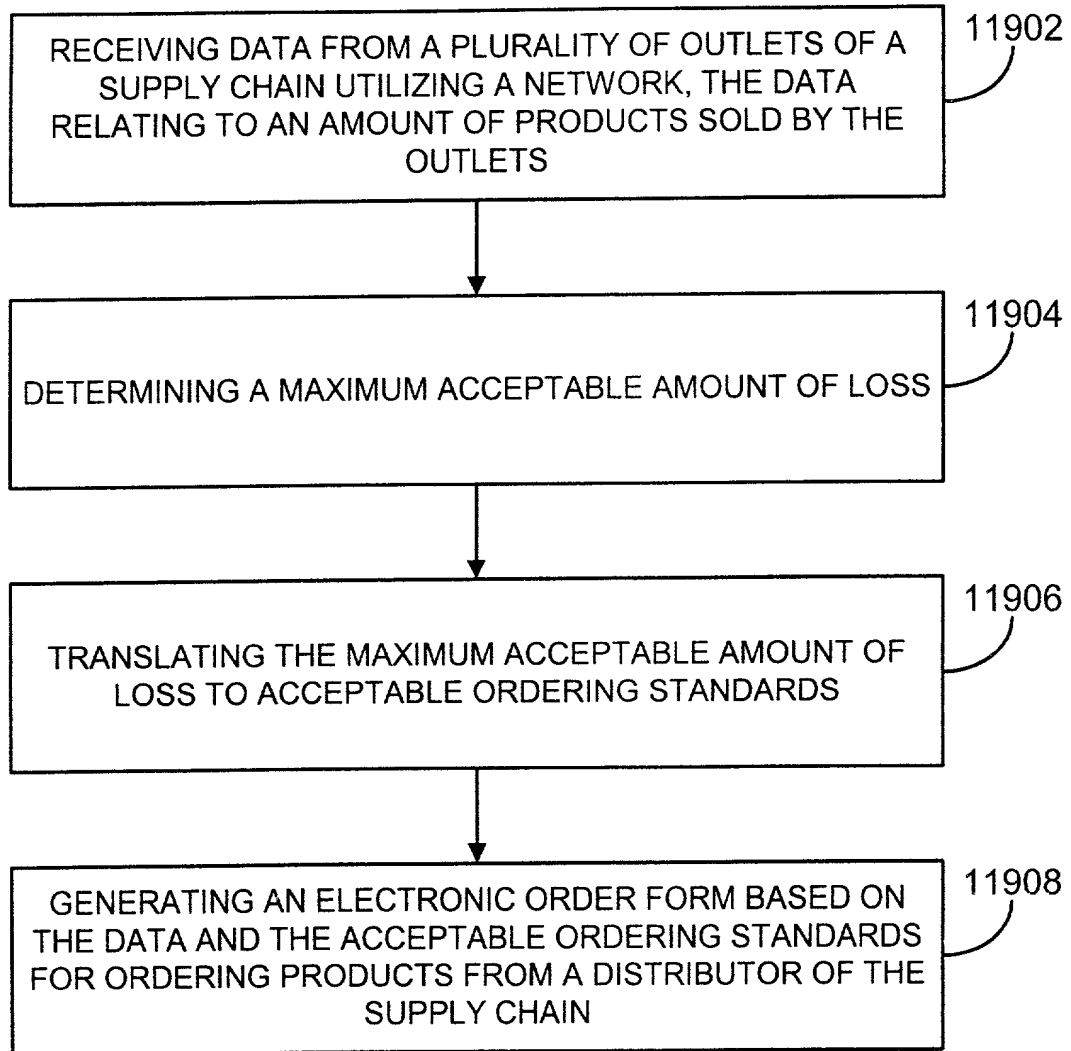 RECEIVING DATA FROM A PLURALITY OF OUTLETS OF A
SUPPLY CHAIN UTILIZING A NETWORK, THE DATA
RELATING TO AN AMOUNT OF PRODUCTS SOLD BY THE
OUTLETS
11902
DETERMINING A MAXIMUM ACCEPTABLE AMOUNT OF LOSS
11904
TRANSLATING THE MAXIMUM ACCEPTABLE AMOUNT OF
LOSS TO ACCEPTABLE ORDERING STANDARDS
11906
GENERATING AN ELECTRONIC ORDER FORM BASED ON
THE DATA AND THE ACCEPTABLE ORDERING STANDARDS
FOR ORDERING PRODUCTS FROM A DISTRIBUTOR OF THE
SUPPLY CHAIN
11908